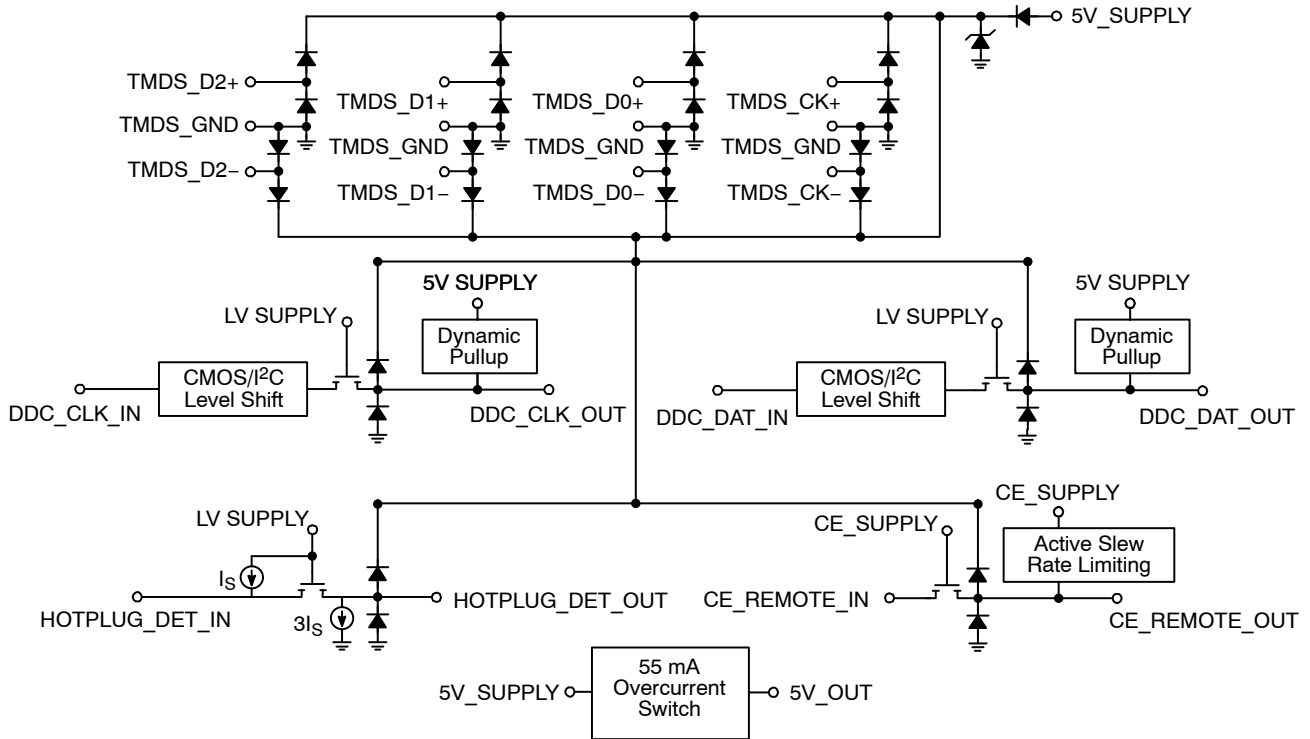 5V_SUPPLY
TMDS_D2+
TMDS_D1+
TMDS_D0+
TMDS_CK+
TMDS_GND
TMDS_GND
TMDS_GND
TMDS_GND
TMDS_D2−
TMDS_D1−
TMDS_D0−
TMDS_CK−
5V SUPPLY
LV SUPPLY
Dynamic
Pullup
CMOS/I²C
Level Shift
DDC_CLK_IN
DDC_CLK_OUT
5V SUPPLY
LV SUPPLY
Dynamic
Pullup
CMOS/I²C
Level Shift
DDC_DAT_IN
DDC_DAT_OUT
LV SUPPLY
IS
HOTPLUG_DET_IN
3IS
HOTPLUG_DET_OUT
CE_SUPPLY
CE_SUPPLY
Active Slew
Rate Limiting
CE_REMOTE_IN
CE_REMOTE_OUT
5V_SUPPLY
55 mA
Overcurrent
Switch
5V_OUT